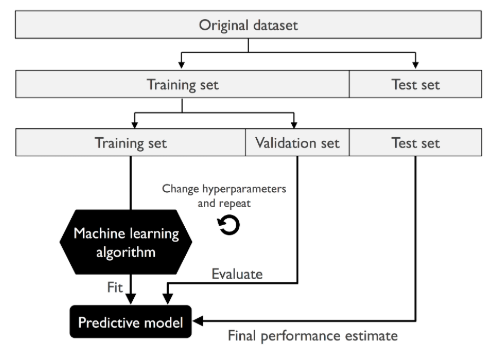 Original dataset
Training set
Test set
Training set
Validation set
Test set
Change hyperparameters
and repeat
Machine learning
algorithm
Evaluate
Fit
Predictive model
Final performance estimate